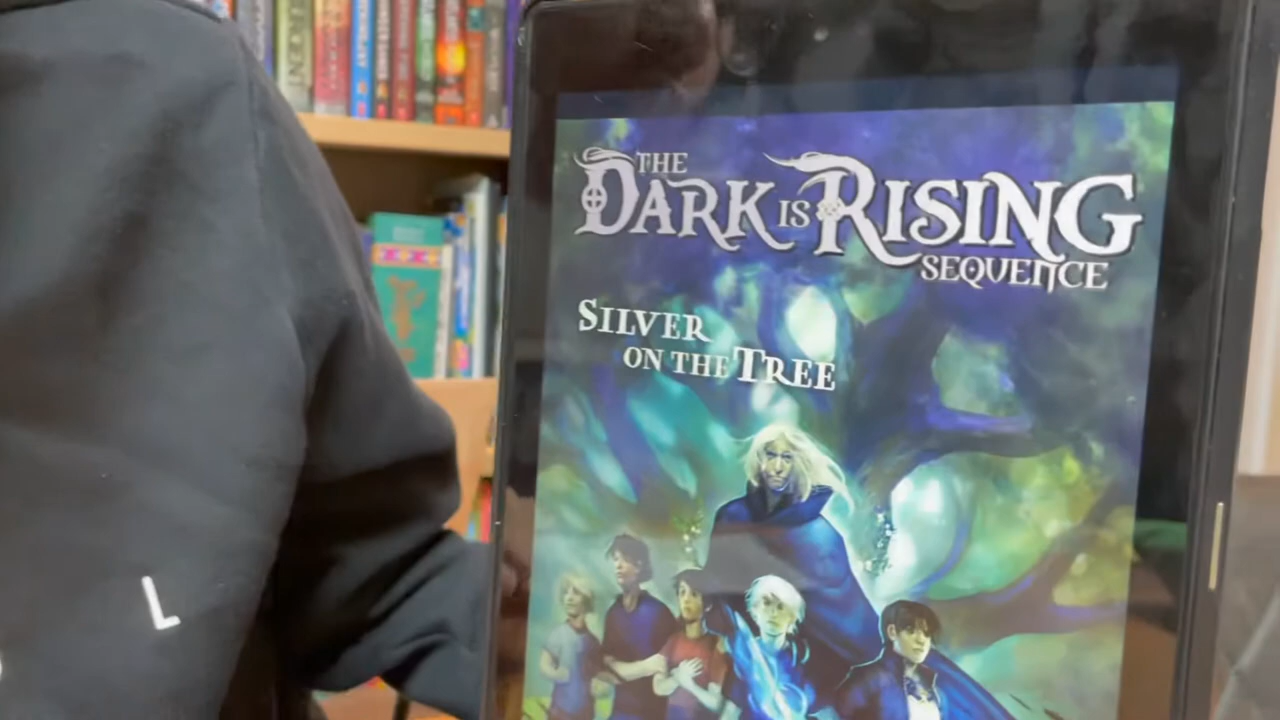 THE
DARK IS RISING
SEQUENCE
SILVER
ON THE TREE
L